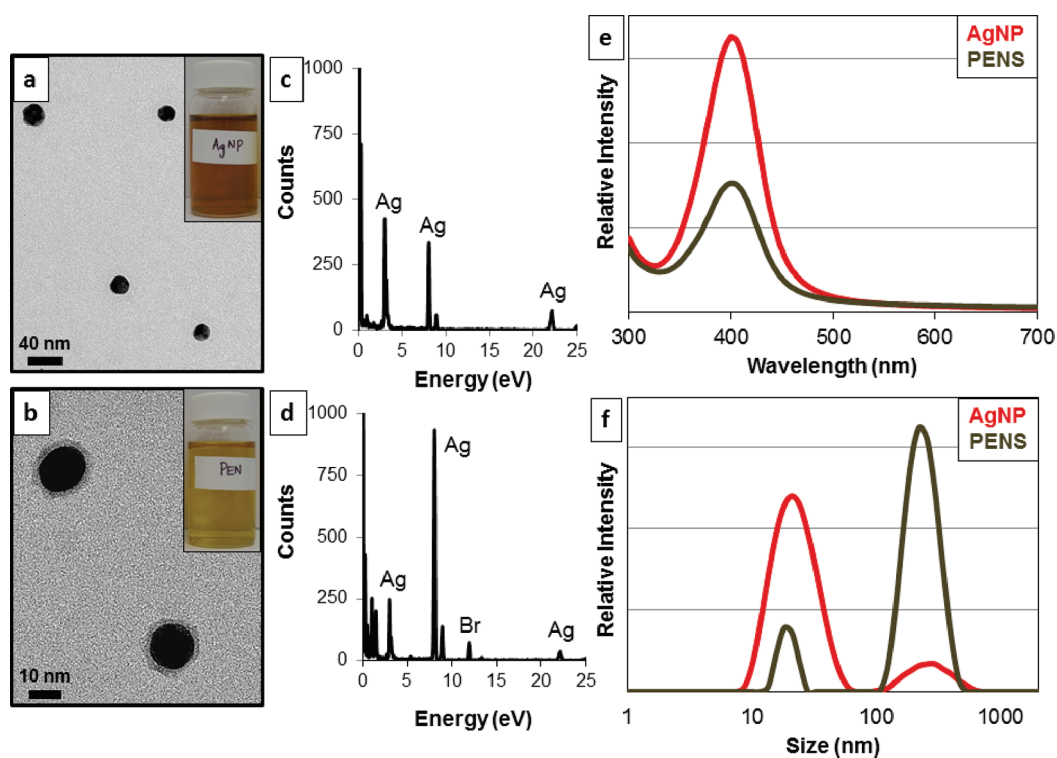 a
AgNP
40 nm
b
PEN
10 nm
c
1000
750
500
250
0
Counts
Ag
Ag
Ag
0 5 10 15 20 25
Energy (eV)
d
1000
750
500
250
0
Counts
Ag
Ag
Br
Ag
0 5 10 15 20 25
Energy (eV)
e
AgNP
PENS
Relative Intensity
300 400 500 600 700
Wavelength (nm)
f
AgNP
PENS
Relative Intensity
1 10 100 1000
Size (nm)